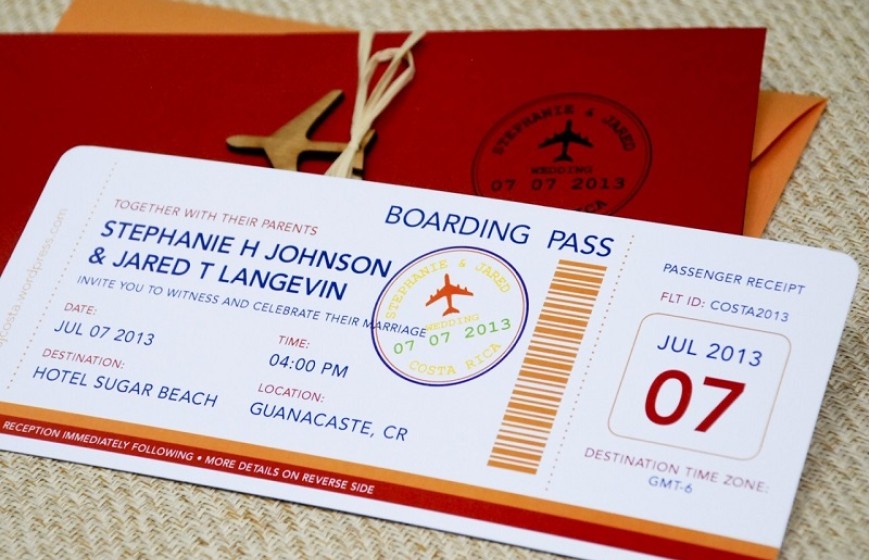 STEPHANIE & JARED
WEDDING
07 07 2013
BOARDING PASS
TOGETHER WITH THEIR PARENTS
STEPHANIE H JOHNSON
& JARED T LANGEVIN
INVITE YOU TO WITNESS AND CELEBRATE THEIR MARRIAGE
DATE:
JUL 07 2013
TIME:
04:00 PM
DESTINATION:
HOTEL SUGAR BEACH
LOCATION:
GUANACASTE, CR
STEPHANIE & JARED
WEDDING
07 07 2013
COSTA RICA
PASSENGER RECEIPT
FLT ID: COSTA2013
JUL 2013
07
DESTINATION TIME ZONE:
GMT-6
RECEPTION IMMEDIATELY FOLLOWING • MORE DETAILS ON REVERSE SIDE